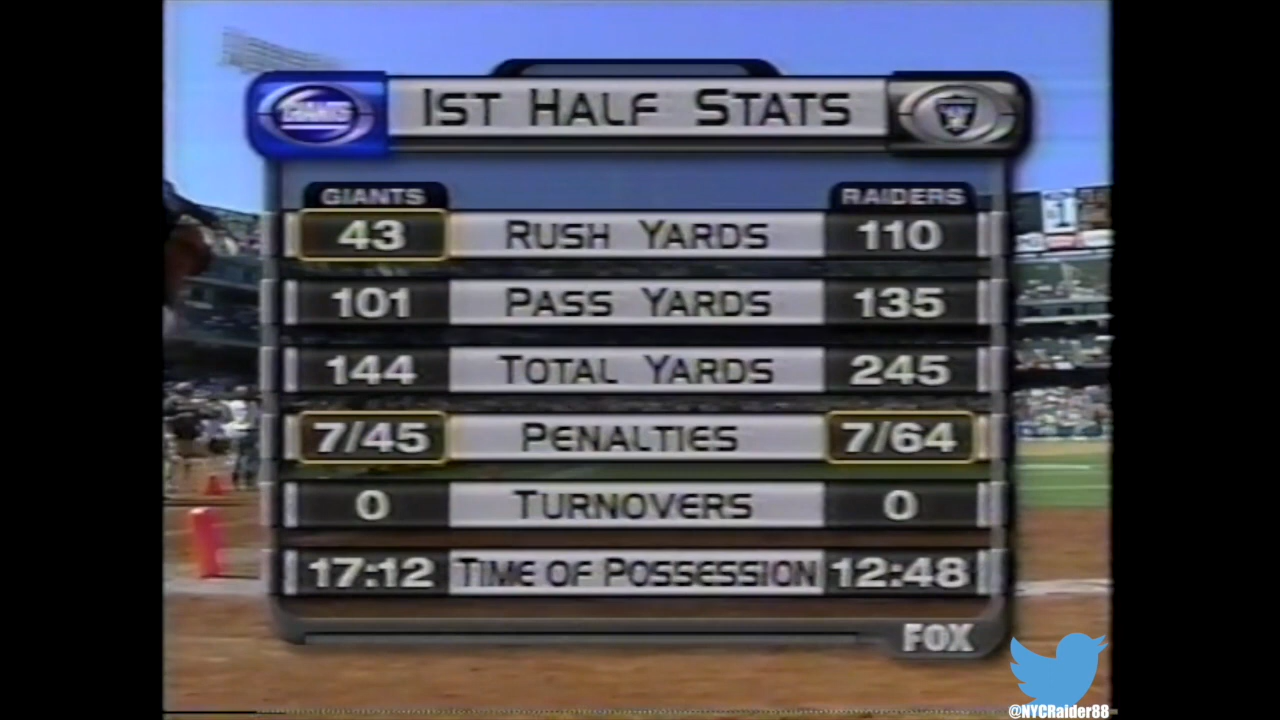 GIANTS 1ST HALF STATS
GIANTS RAIDERS
43 RUSH YARDS 110
101 PASS YARDS 135
144 TOTAL YARDS 245
7/45 PENALTIES 7/64
0 TURNOVERS 0
17:12 TIME OF POSSESSION 12:48
FOX
@NYCRaider88